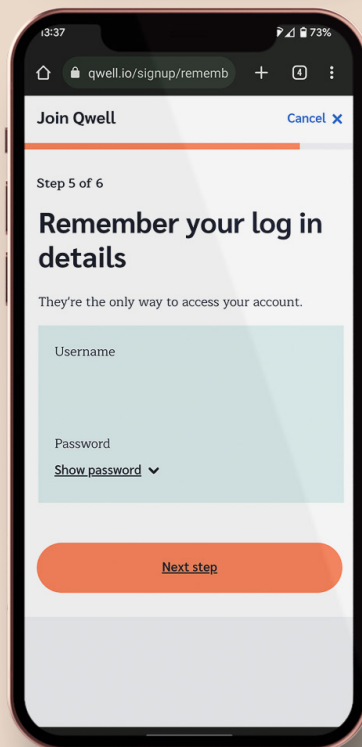 13:37
73%
qwell.io/signup/rememb
4
Join Qwell
Cancel
Step 5 of 6
Remember your log in
details
They're the only way to access your account.
Username
Password
Show password
Next step